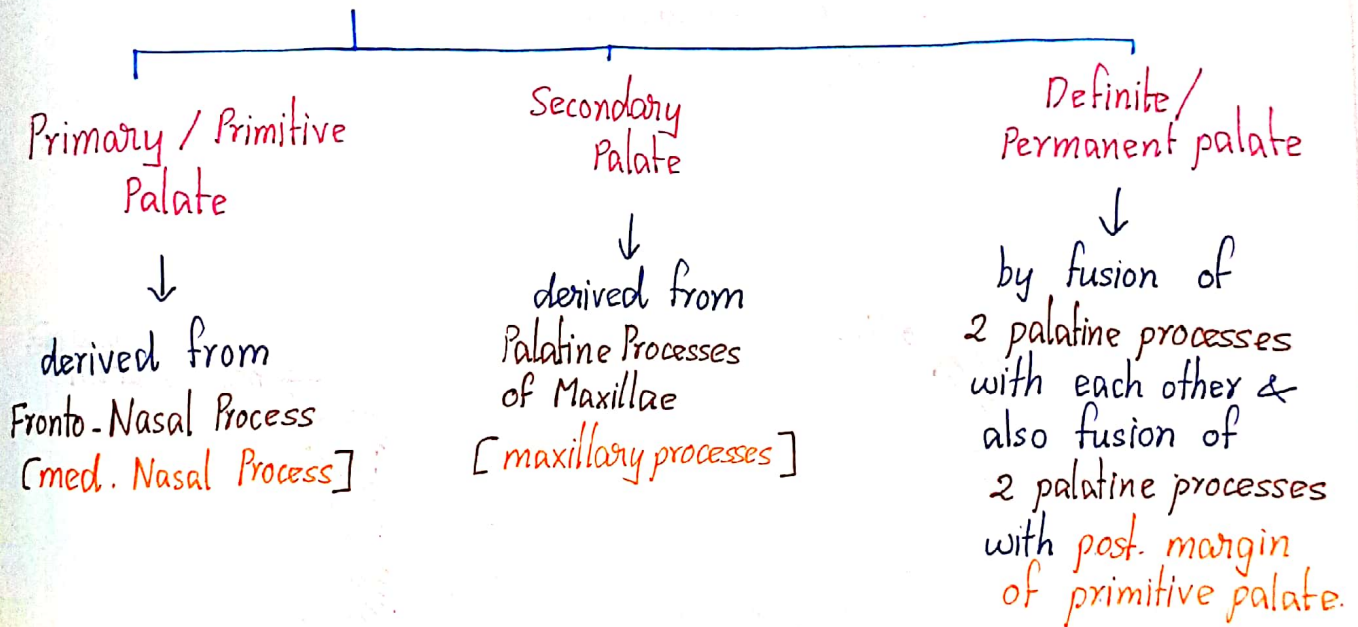 Primary / Primitive
Palate
↓
derived from
Fronto-Nasal Process
[med. Nasal Process]
Secondary
Palate
↓
derived from
Palatine Processes
of Maxillae
[maxillary processes]
Definite/
Permanent palate
↓
by fusion of
2 palatine processes
with each other &
also fusion of
2 palatine processes
with post. margin
of primitive palate.